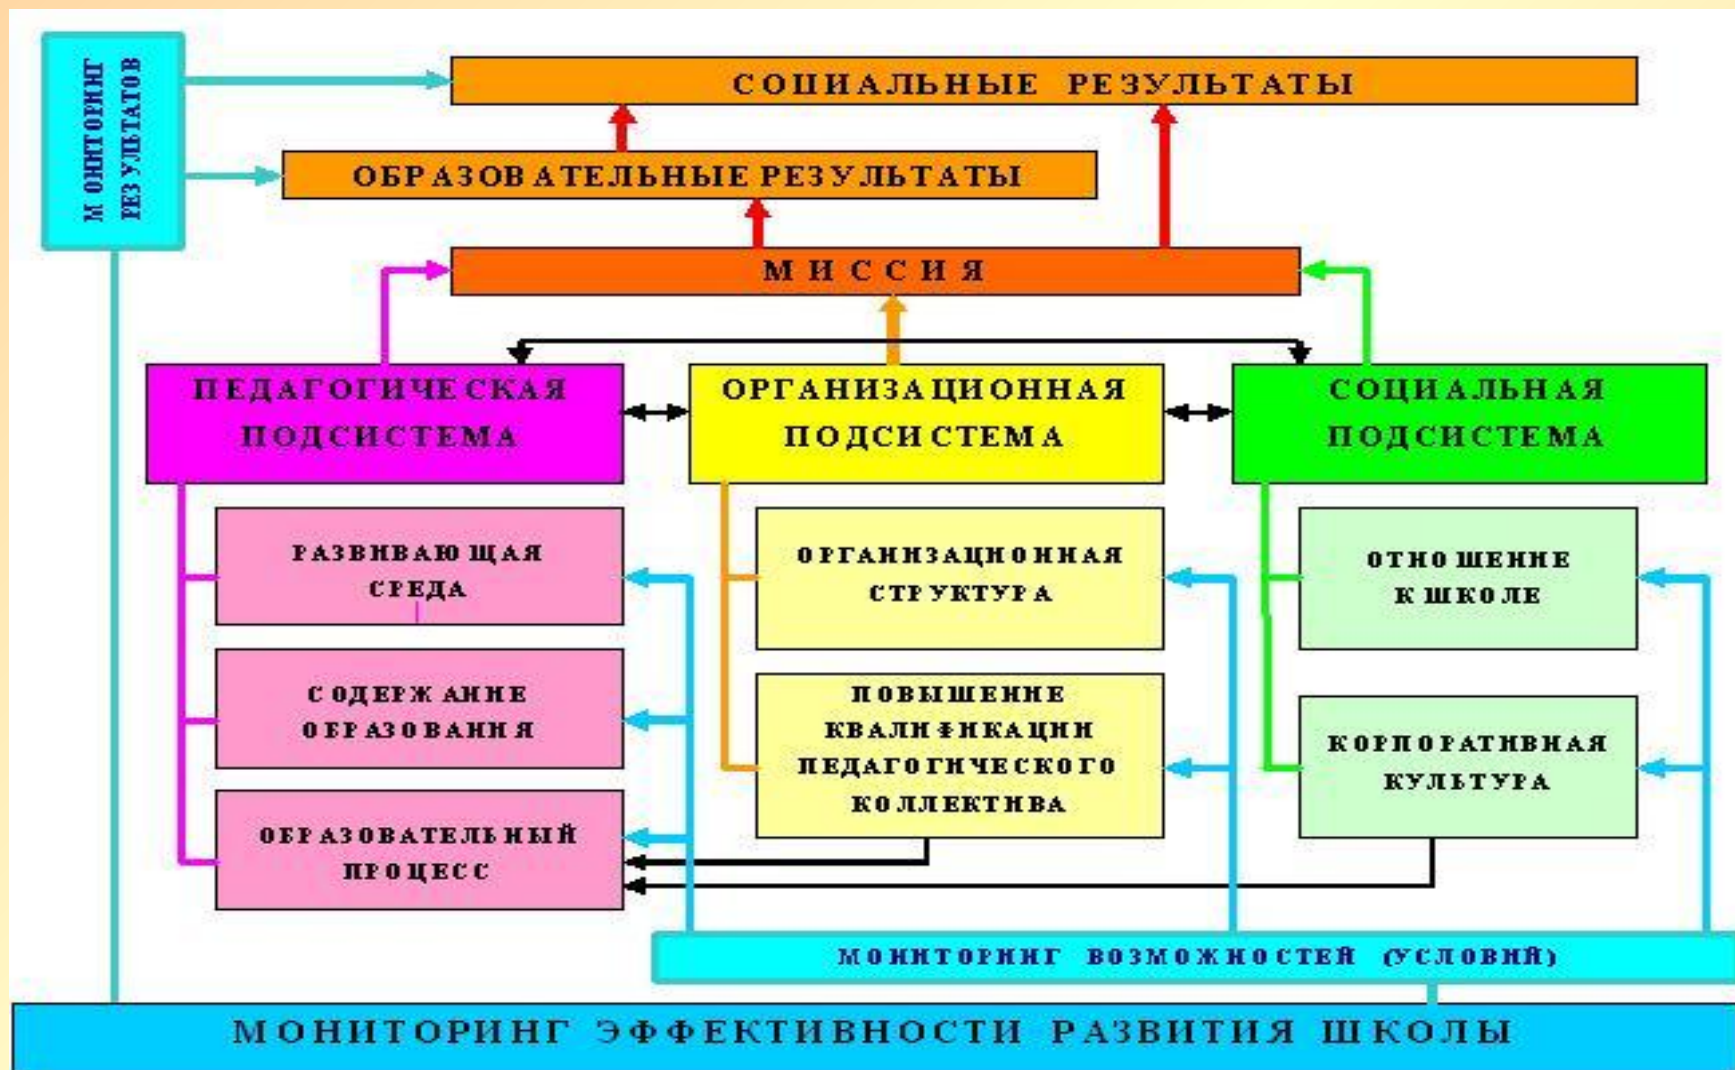 МОНИТОРИНГ
РЕЗУЛЬТАТОВ
СОЦИАЛЬНЫЕ РЕЗУЛЬТАТЫ
ОБРАЗОВАТЕЛЬНЫЕ РЕЗУЛЬТАТЫ
МИССИЯ
ПЕДАГОГИЧЕСКАЯ
ПОДСИСТЕМА
ОРГАНИЗАЦИОННАЯ
ПОДСИСТЕМА
СОЦИАЛЬНАЯ
ПОДСИСТЕМА
РАЗВИВАЮЩАЯ
СРЕДА
СОДЕРЖАНИЕ
ОБРАЗОВАНИЯ
ОБРАЗОВАТЕЛЬНЫЙ
ПРОЦЕСС
ОРГАНИЗАЦИОННАЯ
СТРУКТУРА
ПОВЫШЕНИЕ
КВАЛИФИКАЦИИ
ПЕДАГОГИЧЕСКОГО
КОЛЛЕКТИВА
ОТНОШЕНИЕ
К ШКОЛЕ
КОРПОРАТИВНАЯ
КУЛЬТУРА
МОНИТОРИНГ ВОЗМОЖНОСТЕЙ (УСЛОВИЙ)
МОНИТОРИНГ ЭФФЕКТИВНОСТИ РАЗВИТИЯ ШКОЛЫ